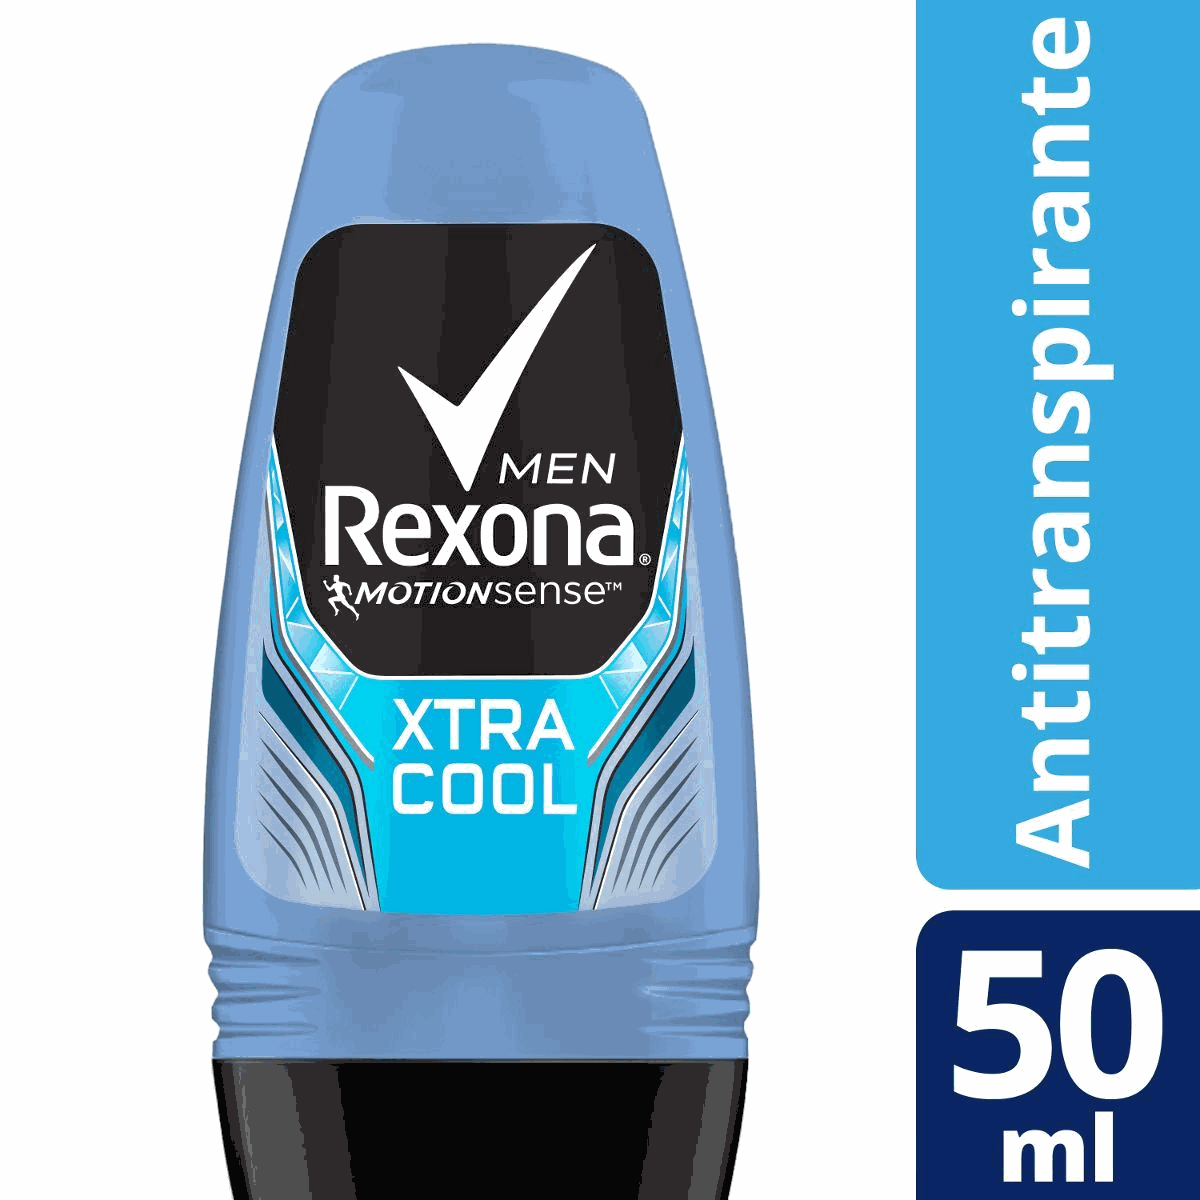 MEN
Rexona®
MOTIONsense™
XTRA
COOL
Antitranspirante
50
ml